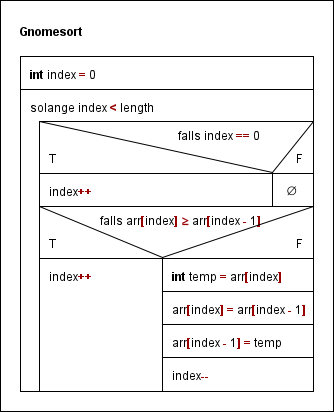 Gnomesort
int index = 0
solange index < length
falls index == 0
T
F
index++
∅
falls arr[index] ≥ arr[index - 1]
T
F
index++
int temp = arr[index]
arr[index] = arr[index - 1]
arr[index - 1] = temp
index--